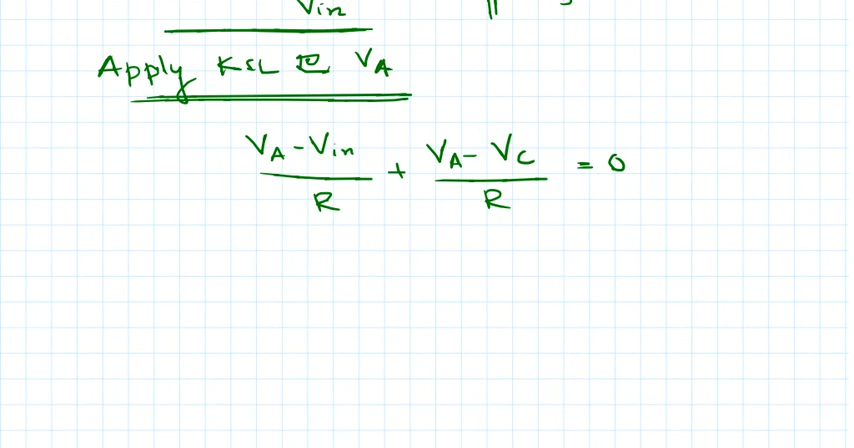 Vin
Apply KCL @ VA
VA - Vin / R + VA - VC / R = 0